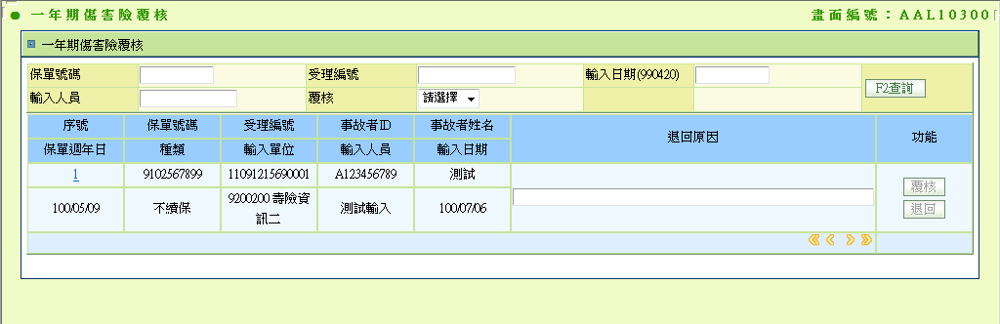 一年期傷害險覆核 畫面編號：AAL10300
一年期傷害險覆核
保單號碼 受理編號 輸入日期(990420)
輸入人員 覆核 請選擇 F2查詢
序號 保單號碼 受理編號 事故者ID 事故者姓名 退回原因 功能
保單週年日 種類 輸入單位 輸入人員 輸入日期
1 9102567899 11091215690001 A123456789 測試 覆核
100/05/09 不續保 9200200 壽險資訊二 測試輸入 100/07/06 退回